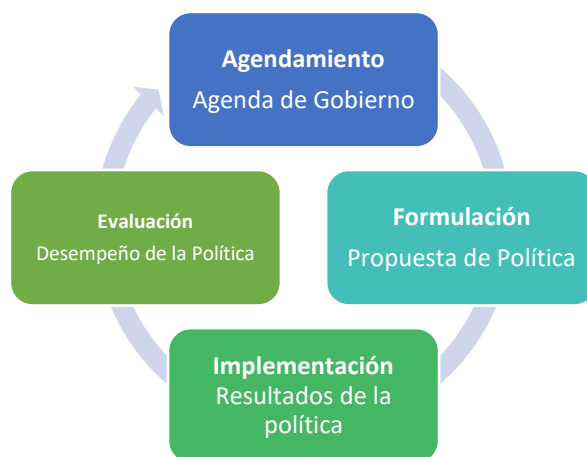 Agendamiento
Agenda de Gobierno
Formulación
Propuesta de Política
Implementación
Resultados de la
política
Evaluación
Desempeño de la Política